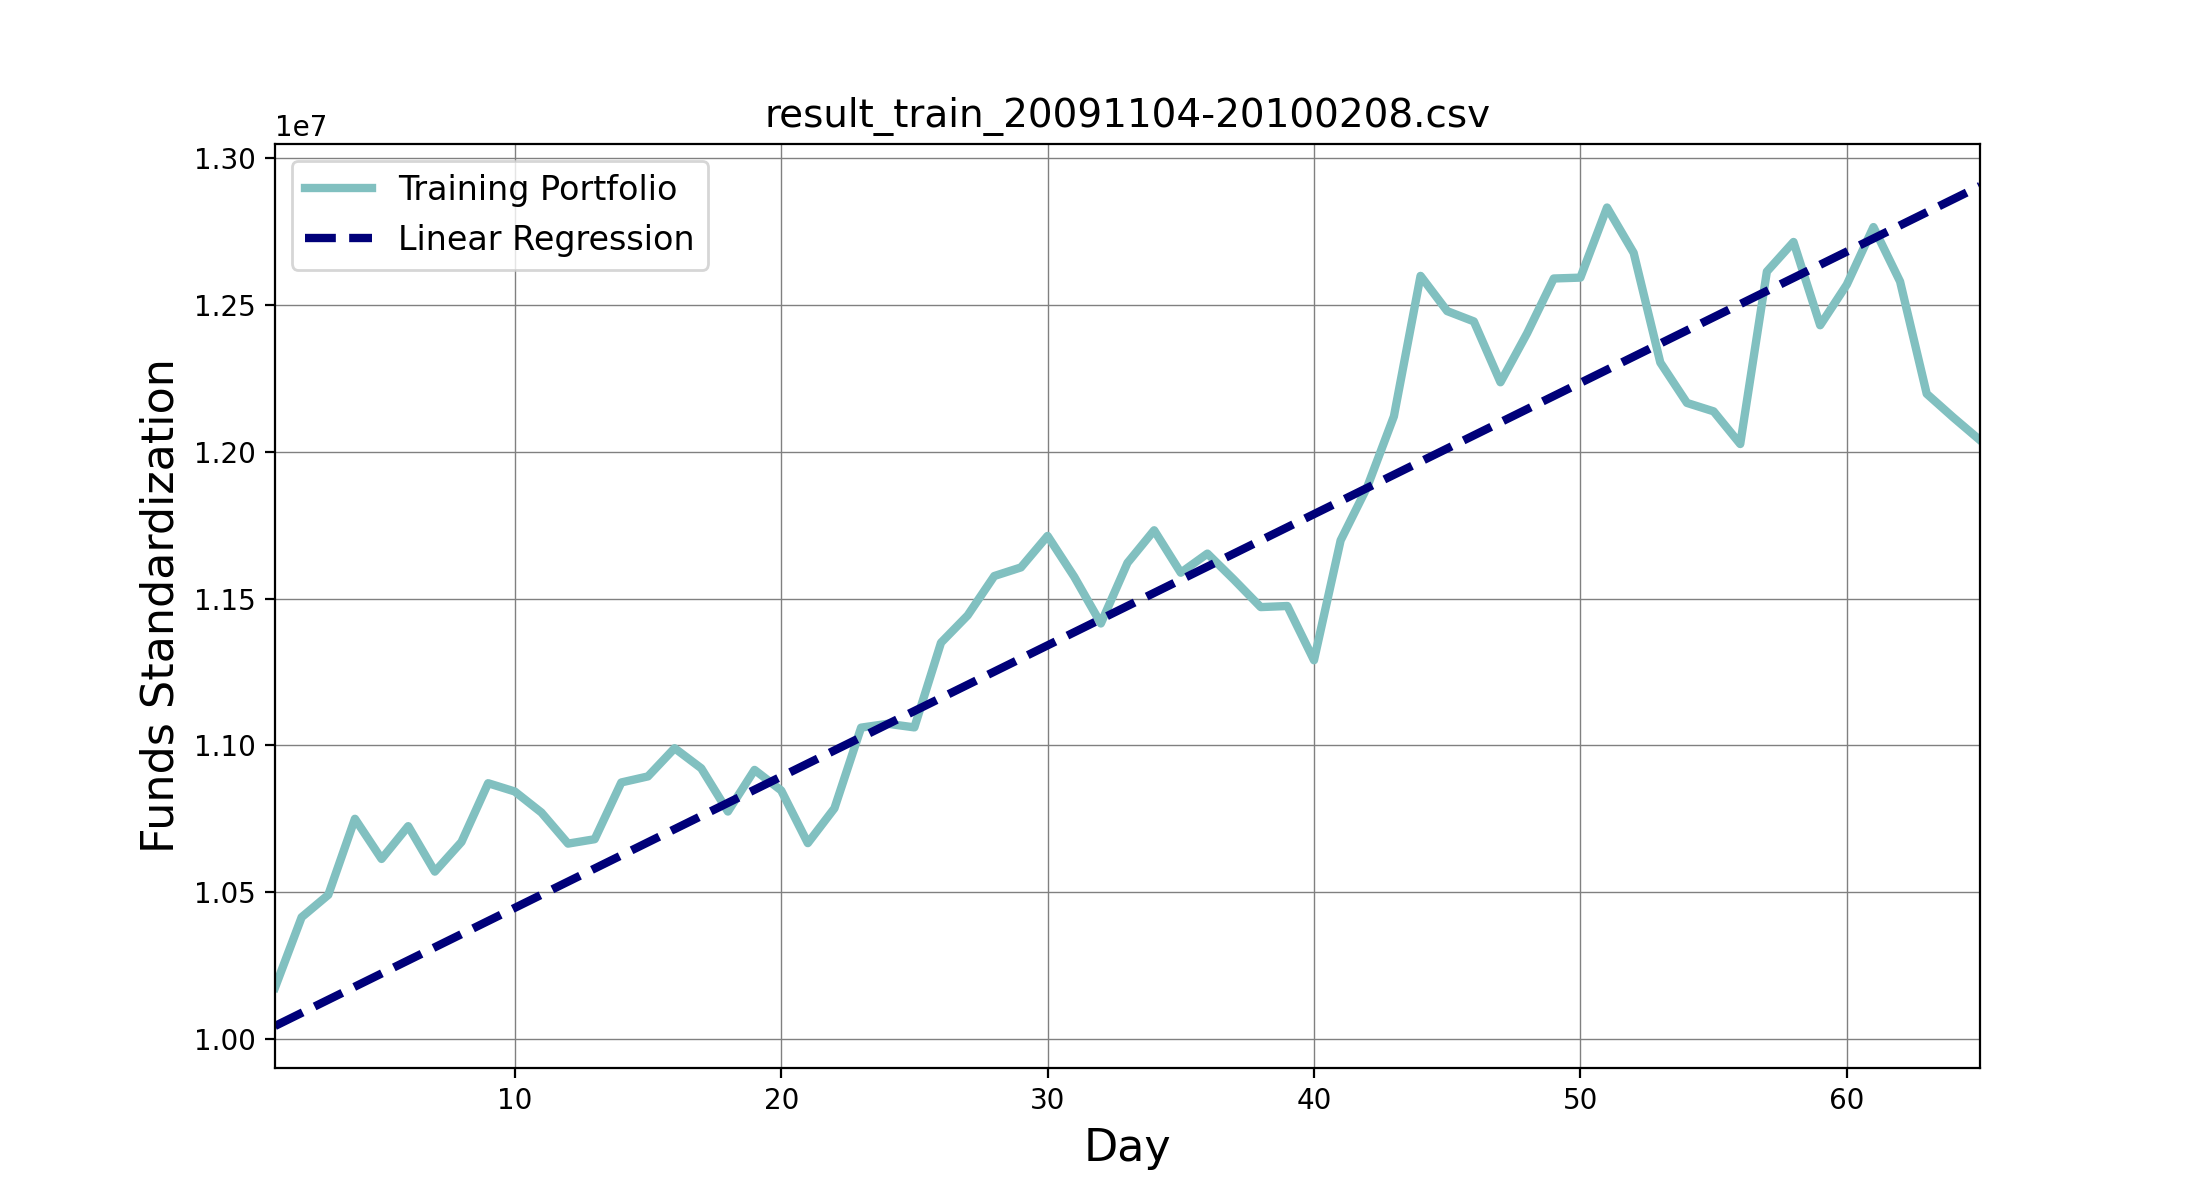 result_train_20091104-20100208.csv
1e7
Training Portfolio
Linear Regression
1.30
1.25
1.20
1.15
1.10
1.05
1.00
Funds Standardization
10 20 30 40 50 60
Day